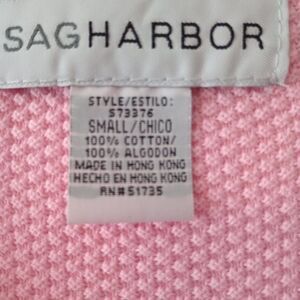 SAGHARBOR
STYLE/ESTILO:
573376
SMALL/CHICO
100% COTTON/
100% ALGODON
MADE IN HONG KONG
HECHO EN HONG KONG
RN#51735